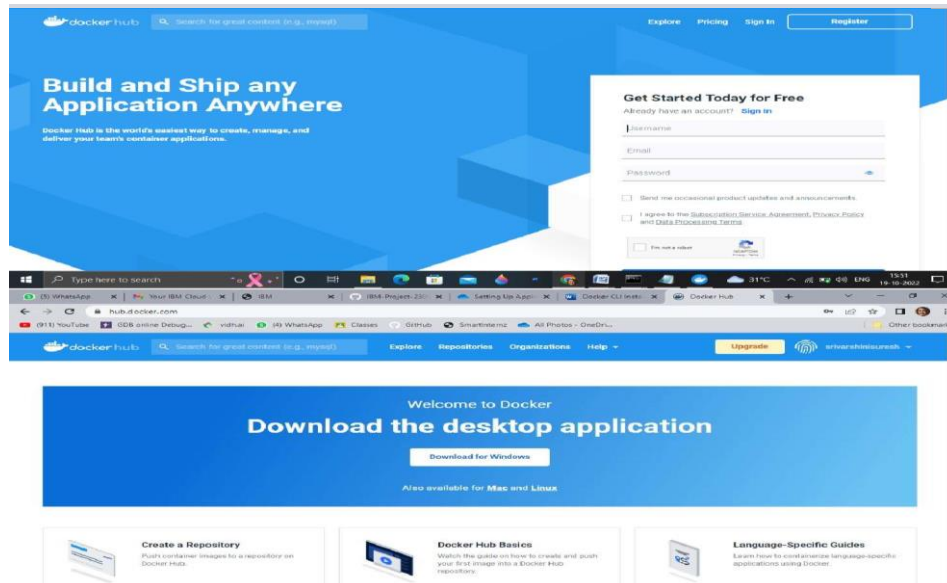 docker hub
Search for great content (e.g., mysql)
Explore Pricing Sign In Register
Build and Ship any
Application Anywhere
Docker Hub is the world's easiest way to create, manage, and
deliver your team's container applications.
Get Started Today for Free
Already have an account? Sign In
Username
Email
Password
Send me occasional product updates and announcements.
I agree to the Subscription Service Agreement, Privacy Policy
and Data Processing Terms
I'm not a robot
Type here to search
31°C ENG 15:51
19-10-2022
(5) WhatsApp Your IBM Cloud IBM IBM-Project-23 Setting Up App Docker CLI Insta Docker Hub
hub.docker.com
(911) YouTube GDB online Debug... vidhai (4) WhatsApp Classes GitHub Smartinternz All Photos - OneDri... Other bookmar
docker hub Search for great content (e.g., mysql) Explore Repositories Organizations Help Upgrade srivarshinisuresh
Welcome to Docker
Download the desktop application
Download for Windows
Also available for Mac and Linux
Create a Repository
Push container images to a repository on
Docker Hub.
Docker Hub Basics
Watch the guide on how to create and push
your first image into a Docker Hub
repository.
Language-Specific Guides
Learn how to containerize language-specific
applications using Docker.